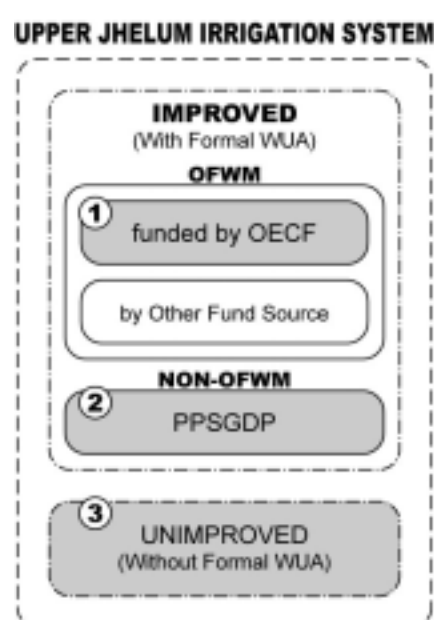 UPPER JHELUM IRRIGATION SYSTEM
IMPROVED
(With Formal WUA)
OFWM
1
funded by OECF
by Other Fund Source
NON-OFWM
2
PPSGDP
3
UNIMPROVED
(Without Formal WUA)